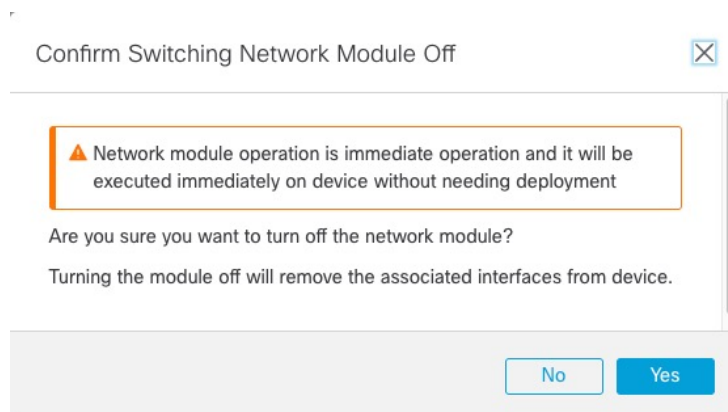 Confirm Switching Network Module Off
Network module operation is immediate operation and it will be
executed immediately on device without needing deployment
Are you sure you want to turn off the network module?
Turning the module off will remove the associated interfaces from device.
No
Yes